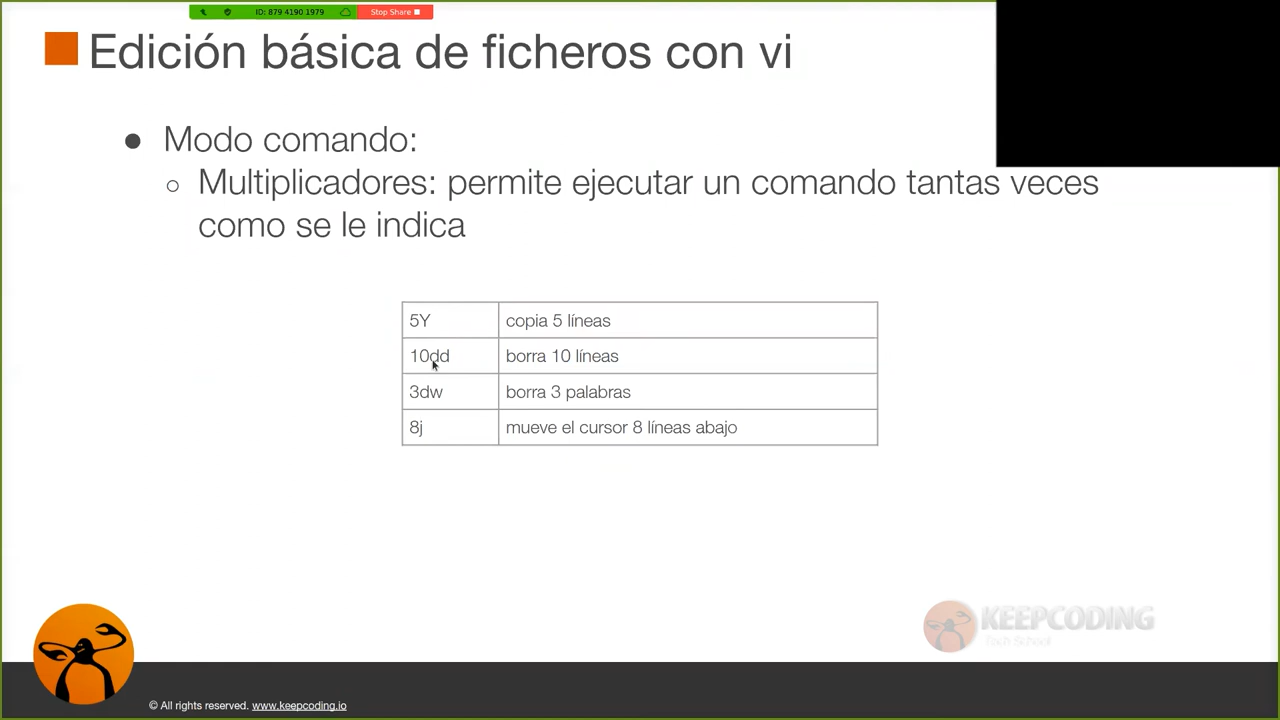 ID: 879 4190 1979 Stop Share
Edición básica de ficheros con vi
● Modo comando:
○ Multiplicadores: permite ejecutar un comando tantas veces
como se le indica
5Y copia 5 líneas
10dd borra 10 líneas
3dw borra 3 palabras
8j mueve el cursor 8 líneas abajo
KEEPCODING
Tech School
© All rights reserved. www.keepcoding.io